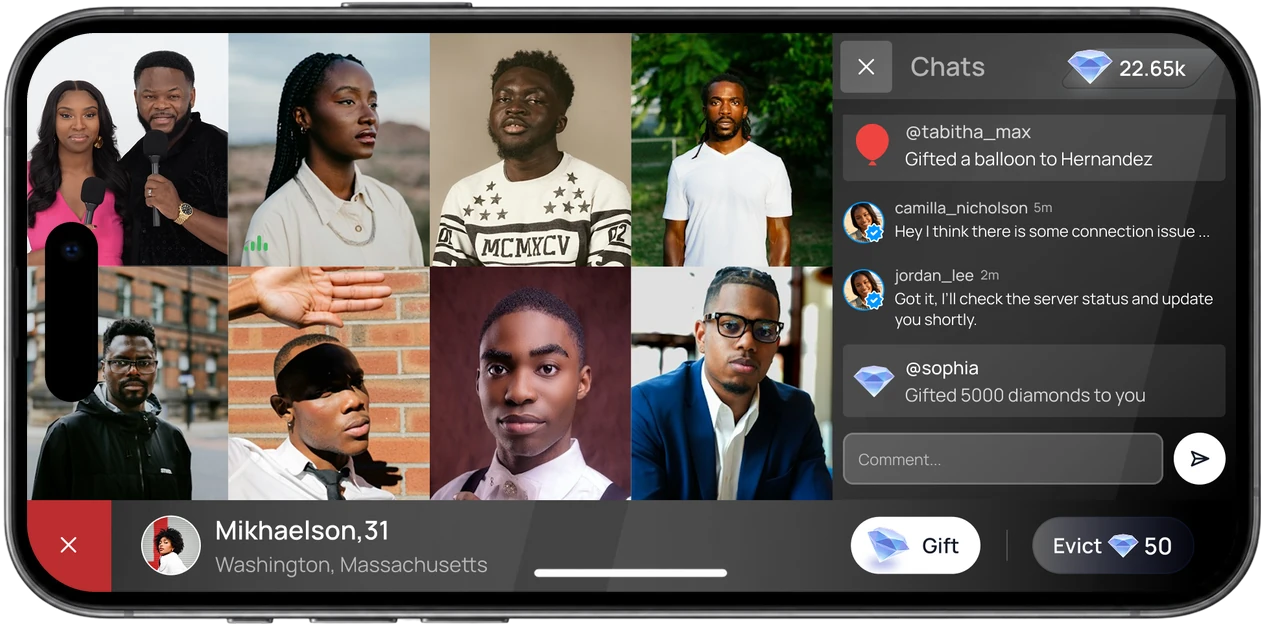 MCMXCV
02
Chats
22.65k
@tabitha_max
Gifted a balloon to Hernandez
camilla_nicholson 5m
Hey I think there is some connection issue ...
jordan_lee 2m
Got it, I'll check the server status and update
you shortly.
@sophia
Gifted 5000 diamonds to you
Comment...
Mikhaelson,31
Washington, Massachusetts
Gift
Evict 50